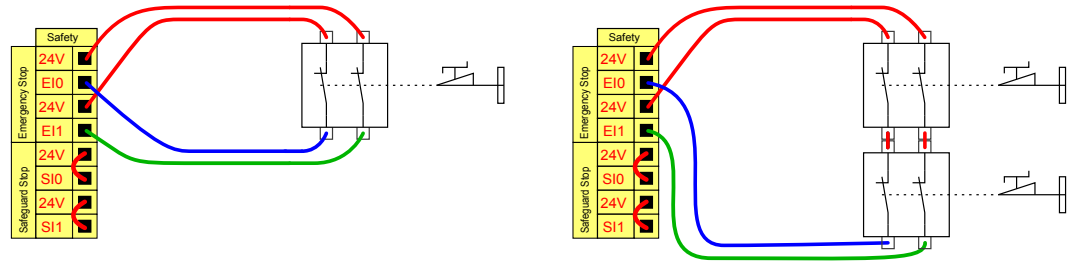 Safety
Emergency Stop
24V
EI0
24V
EI1
Safeguard Stop
24V
SI0
24V
SI1
Safety
Emergency Stop
24V
EI0
24V
EI1
Safeguard Stop
24V
SI0
24V
SI1